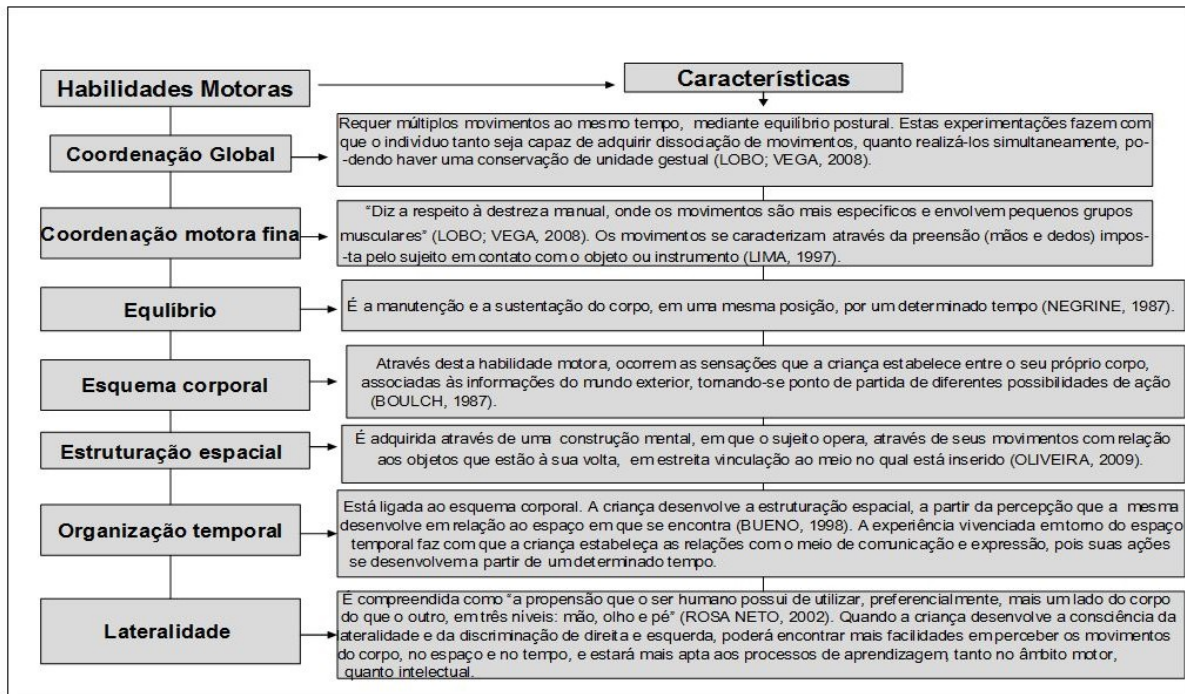 Habilidades Motoras
Características
Coordenação Global
Requer múltiplos movimentos ao mesmo tempo, mediante equilíbrio postural. Estas experimentações fazem com
que o indivíduo tanto seja capaz de adquirir dissociação de movimentos, quanto realizá-los simultaneamente, po-
-dendo haver uma conservação de unidade gestual (LOBO; VEGA, 2008).
Coordenação motora fina
“Diz a respeito à destreza manual, onde os movimentos são mais específicos e envolvem pequenos grupos
musculares” (LOBO; VEGA, 2008). Os movimentos se caracterizam através da preensão (mãos e dedos) impos-
-ta pelo sujeito em contato com o objeto ou instrumento (LIMA, 1997).
Equlíbrio
É a manutenção e a sustentação do corpo, em uma mesma posição, por um determinado tempo (NEGRINE, 1987).
Esquema corporal
Através desta habilidade motora, ocorrem as sensações que a criança estabelece entre o seu próprio corpo,
associadas às informações do mundo exterior, tornando-se ponto de partida de diferentes possibilidades de ação
(BOULCH, 1987).
Estruturação espacial
É adquirida através de uma construção mental, em que o sujeito opera, através de seus movimentos com relação
aos objetos que estão à sua volta, em estreita vinculação ao meio no qual está inserido (OLIVEIRA, 2009).
Organização temporal
Está ligada ao esquema corporal. A criança desenvolve a estruturação espacial, a partir da percepção que a mesma
desenvolve em relação ao espaço em que se encontra (BUENO, 1998). A experiência vivenciada em torno do espaço
temporal faz com que a criança estabeleça as relações com o meio de comunicação e expressão, pois suas ações
se desenvolvem a partir de um determinado tempo.
Lateralidade
É compreendida como “a propensão que o ser humano possui de utilizar, preferencialmente, mais um lado do corpo
do que o outro, em três níveis: mão, olho e pé” (ROSA NETO, 2002). Quando a criança desenvolve a consciência da
lateralidade e da discriminação de direita e esquerda, poderá encontrar mais facilidades em perceber os movimentos
do corpo, no espaço e no tempo, e estará mais apta aos processos de aprendizagem, tanto no âmbito motor,
quanto intelectual.